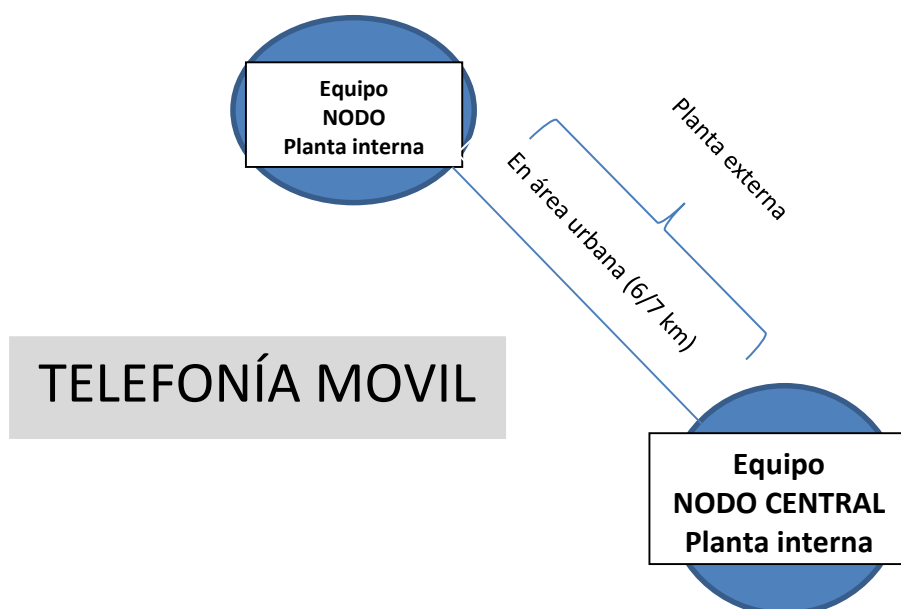 Equipo
NODO
Planta interna
Planta externa
En área urbana (6/7 km)
TELEFONÍA MOVIL
Equipo
NODO CENTRAL
Planta interna